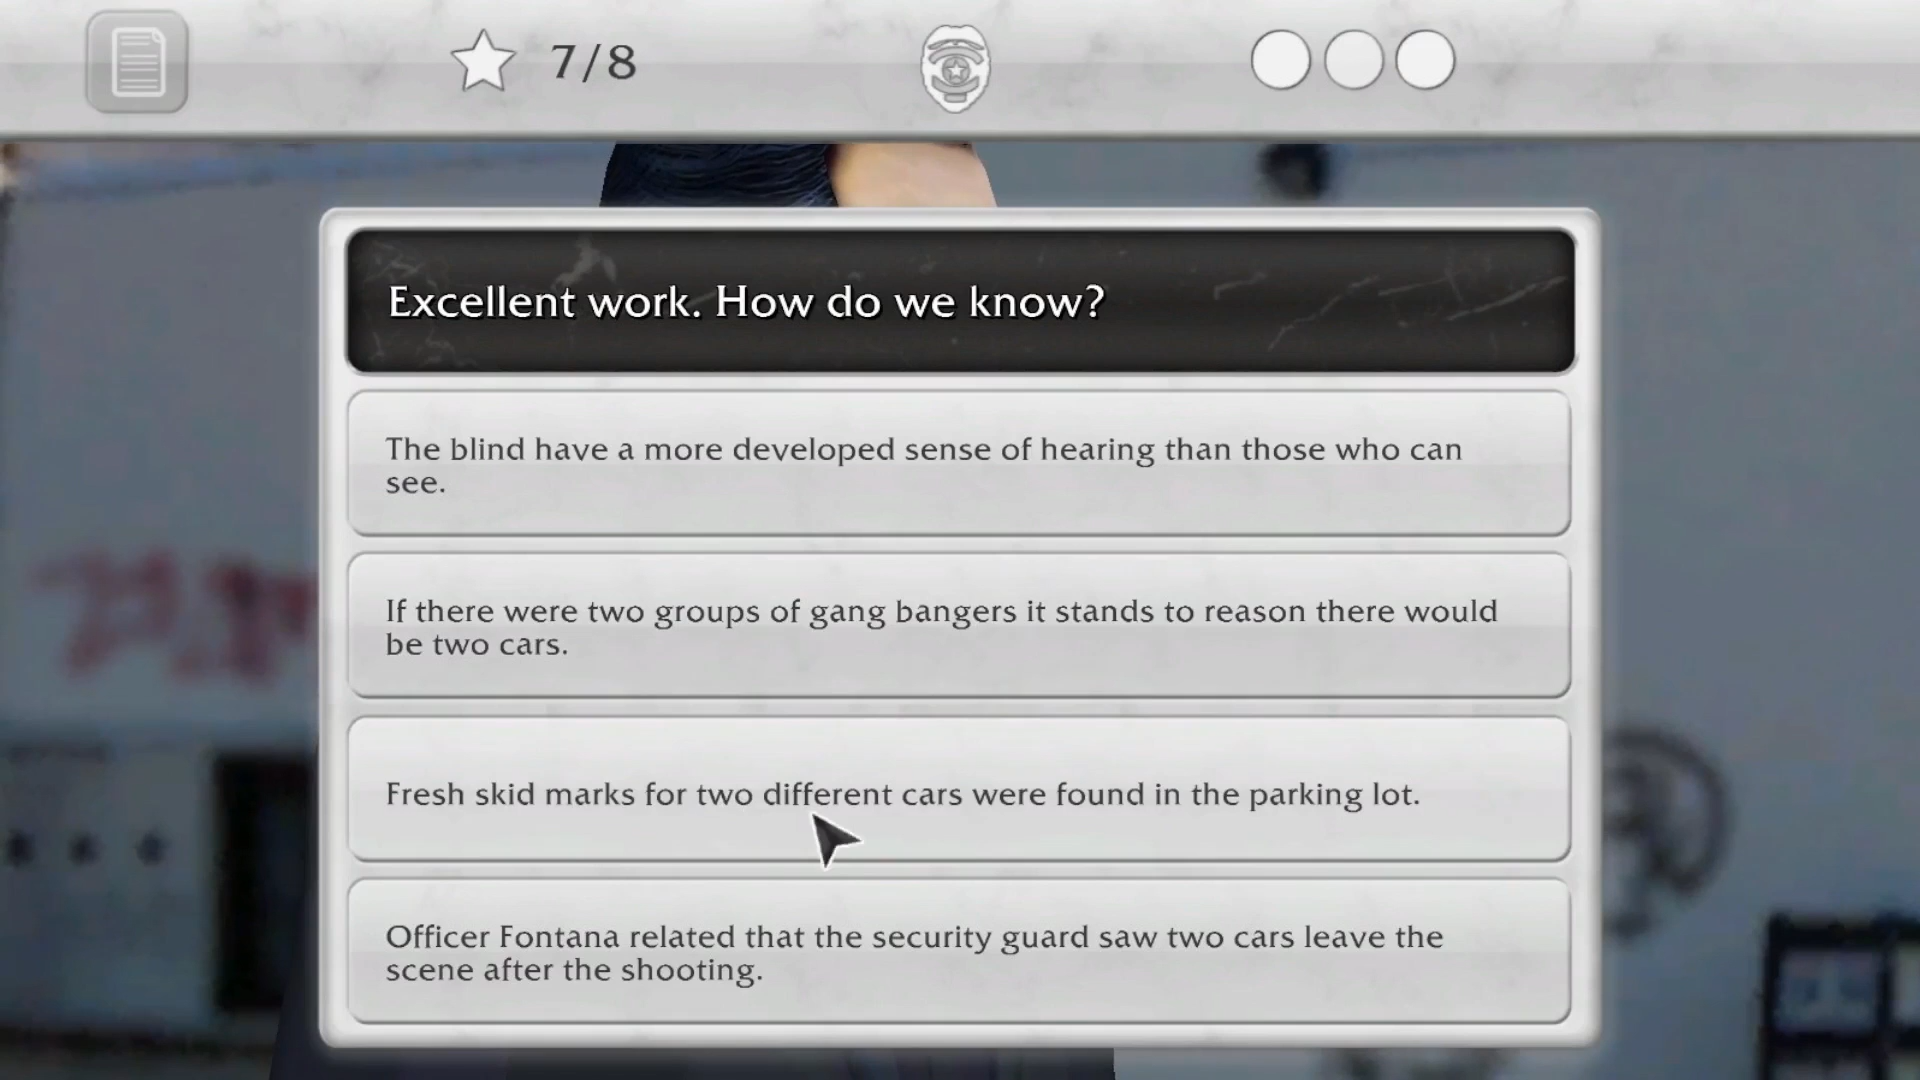 7/8
Excellent work. How do we know?
The blind have a more developed sense of hearing than those who can
see.
If there were two groups of gang bangers it stands to reason there would
be two cars.
Fresh skid marks for two different cars were found in the parking lot.
Officer Fontana related that the security guard saw two cars leave the
scene after the shooting.